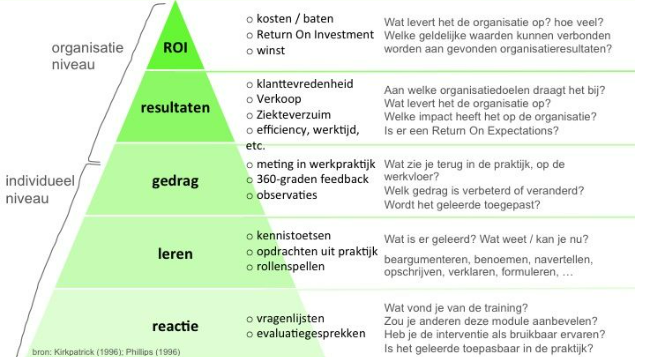 organisatie
niveau
ROI
o kosten / baten
o Return On Investment
o winst
Wat levert het de organisatie op? hoe veel?
Welke geldelijke waarden kunnen verbonden
worden aan gevonden organisatieresultaten?
resultaten
o klanttevredenheid
o Verkoop
o Ziekteverzuim
o efficiency, werktijd,
etc.
Aan welke organisatiedoelen draagt het bij?
Wat levert het de organisatie op?
Welke impact heeft het op de organisatie?
Is er een Return On Expectations?
individueel
niveau
gedrag
o meting in werkpraktijk
o 360-graden feedback
o observaties
Wat zie je terug in de praktijk, op de
werkvloer?
Welk gedrag is verbeterd of veranderd?
Wordt het geleerde toegepast?
leren
o kennistoetsen
o opdrachten uit praktijk
o rollenspellen
Wat is er geleerd? Wat weet / kan je nu?
beargumenteren, benoemen, navertellen,
opschrijven, verklaren, formuleren, …
reactie
o vragenlijsten
o evaluatiegesprekken
Wat vond je van de training?
Zou je anderen deze module aanbevelen?
Heb je de interventie als bruikbaar ervaren?
Is het geleerde toepasbaar in de praktijk?
bron: Kirkpatrick (1996); Phillips (1996)